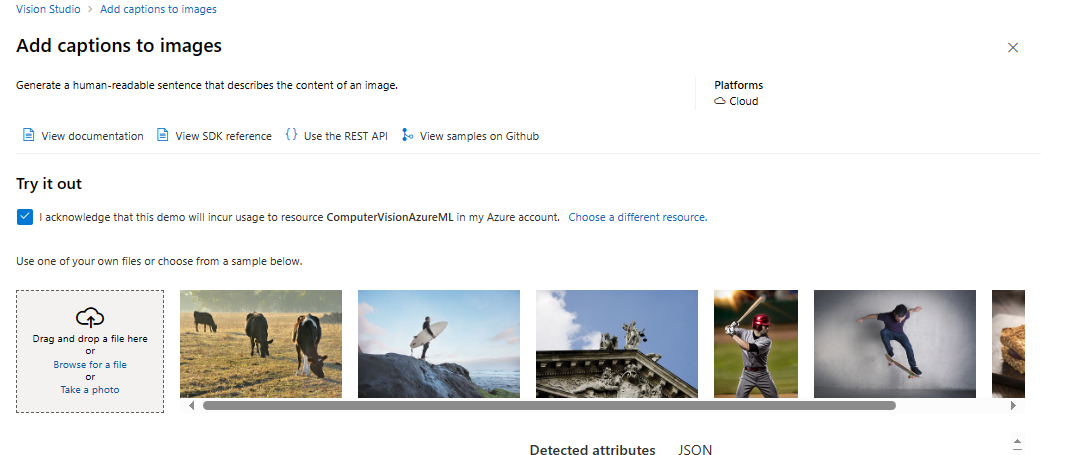 Vision Studio > Add captions to images
Add captions to images
Generate a human-readable sentence that describes the content of an image.
Platforms
Cloud
View documentation View SDK reference {} Use the REST API View samples on Github
Try it out
I acknowledge that this demo will incur usage to resource ComputerVisionAzureML in my Azure account. Choose a different resource.
Use one of your own files or choose from a sample below.
Drag and drop a file here
or
Browse for a file
or
Take a photo
Detected attributes JSON